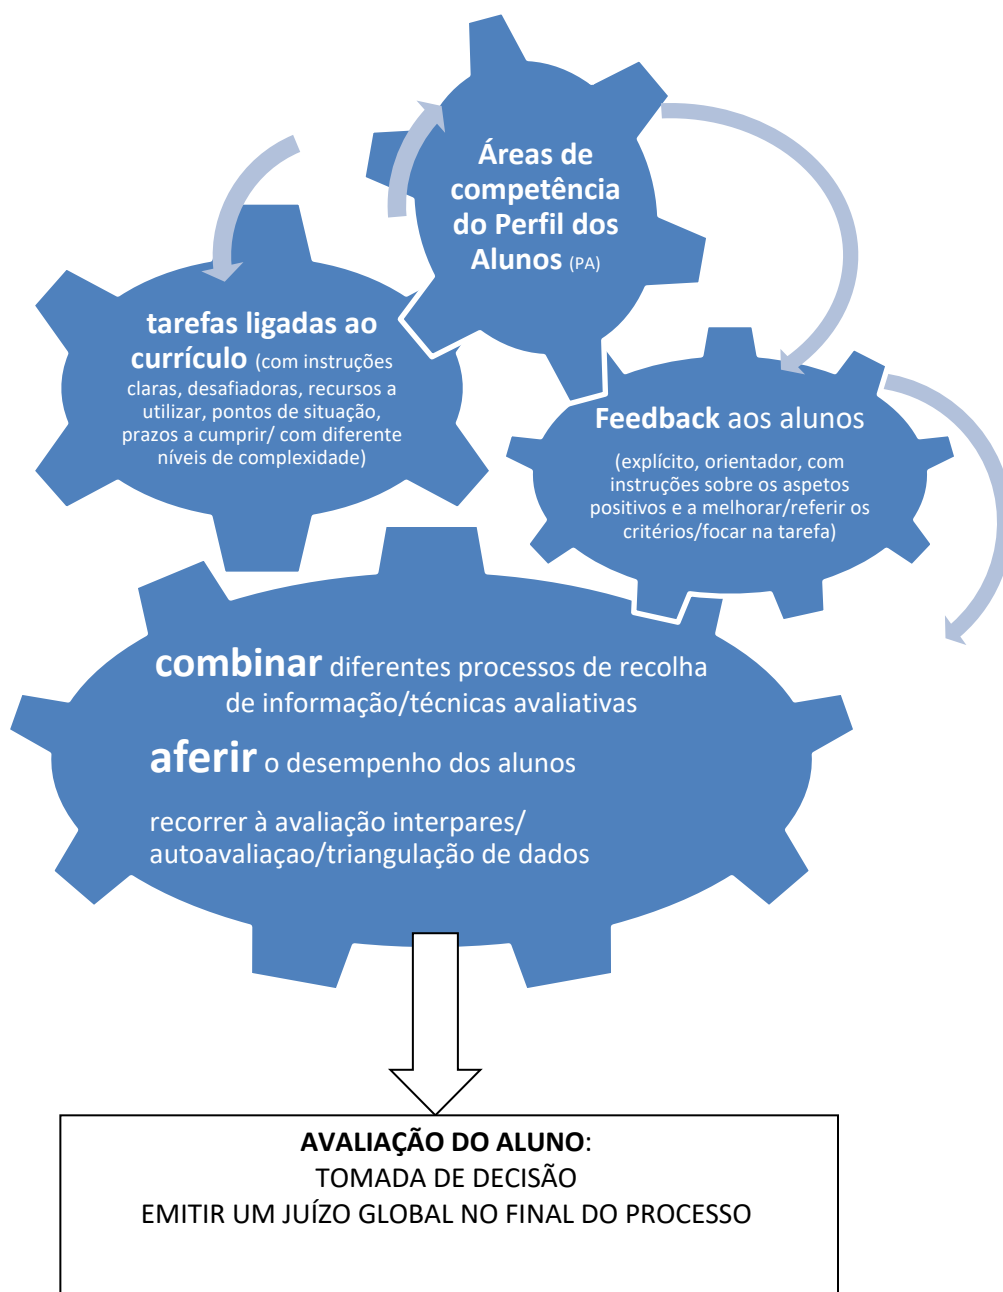 Áreas de
competência
do Perfil dos
Alunos (PA)
tarefas ligadas ao
currículo (com instruções
claras, desafiadoras, recursos a
utilizar, pontos de situação,
prazos a cumprir/ com diferente
níveis de complexidade)
Feedback aos alunos
(explícito, orientador, com
instruções sobre os aspetos
positivos e a melhorar/referir os
critérios/focar na tarefa)
combinar diferentes processos de recolha
de informação/técnicas avaliativas
aferir o desempenho dos alunos
recorrer à avaliação interpares/
autoavaliaçao/triangulação de dados
AVALIAÇÃO DO ALUNO:
TOMADA DE DECISÃO
EMITIR UM JUÍZO GLOBAL NO FINAL DO PROCESSO